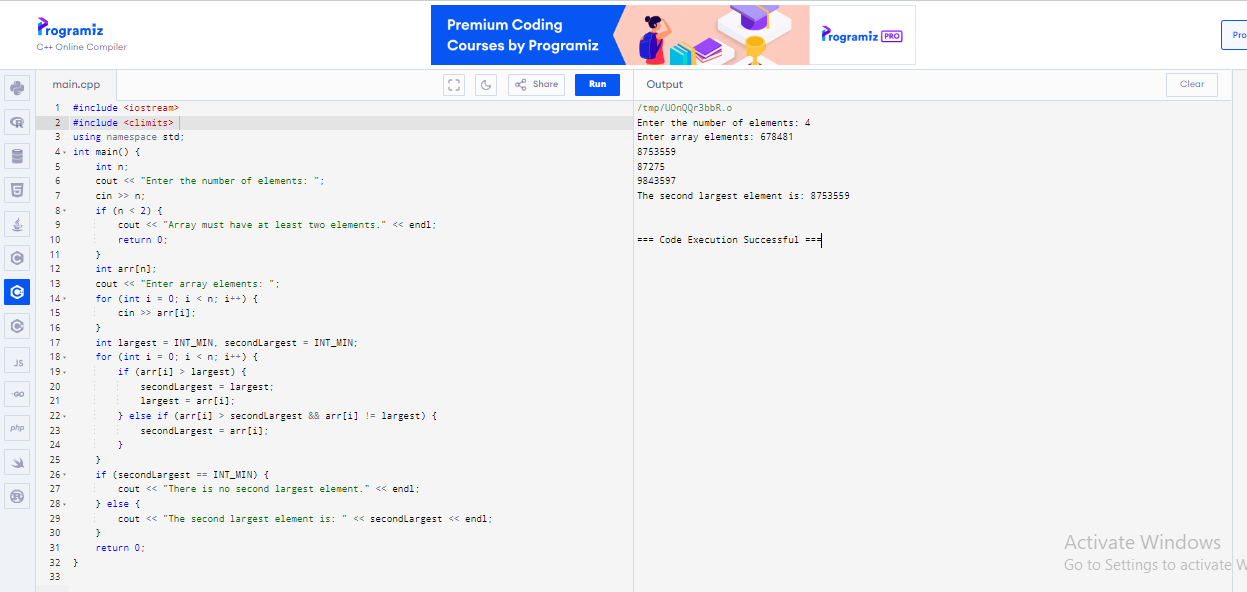 Programiz
C++ Online Compiler
Premium Coding
Courses by Programiz
Programiz PRO
Pro
main.cpp
Share
Run
Output
Clear
1 #include <iostream>
2 #include <climits>
3 using namespace std;
4 int main() {
5 int n;
6 cout << "Enter the number of elements: ";
7 cin >> n;
8 if (n < 2) {
9 cout << "Array must have at least two elements." << endl;
10 return 0;
11 }
12 int arr[n];
13 cout << "Enter array elements: ";
14 for (int i = 0; i < n; i++) {
15 cin >> arr[i];
16 }
17 int largest = INT_MIN, secondLargest = INT_MIN;
18 for (int i = 0; i < n; i++) {
19 if (arr[i] > largest) {
20 secondLargest = largest;
21 largest = arr[i];
22 } else if (arr[i] > secondLargest && arr[i] != largest) {
23 secondLargest = arr[i];
24 }
25 }
26 if (secondLargest == INT_MIN) {
27 cout << "There is no second largest element." << endl;
28 } else {
29 cout << "The second largest element is: " << secondLargest << endl;
30 }
31 return 0;
32 }
33
/tmp/UOnQQr3bbR.o
Enter the number of elements: 4
Enter array elements: 678481
8753559
87275
9843597
The second largest element is: 8753559
=== Code Execution Successful ===
JS
GO
php
Activate Windows
Go to Settings to activate W